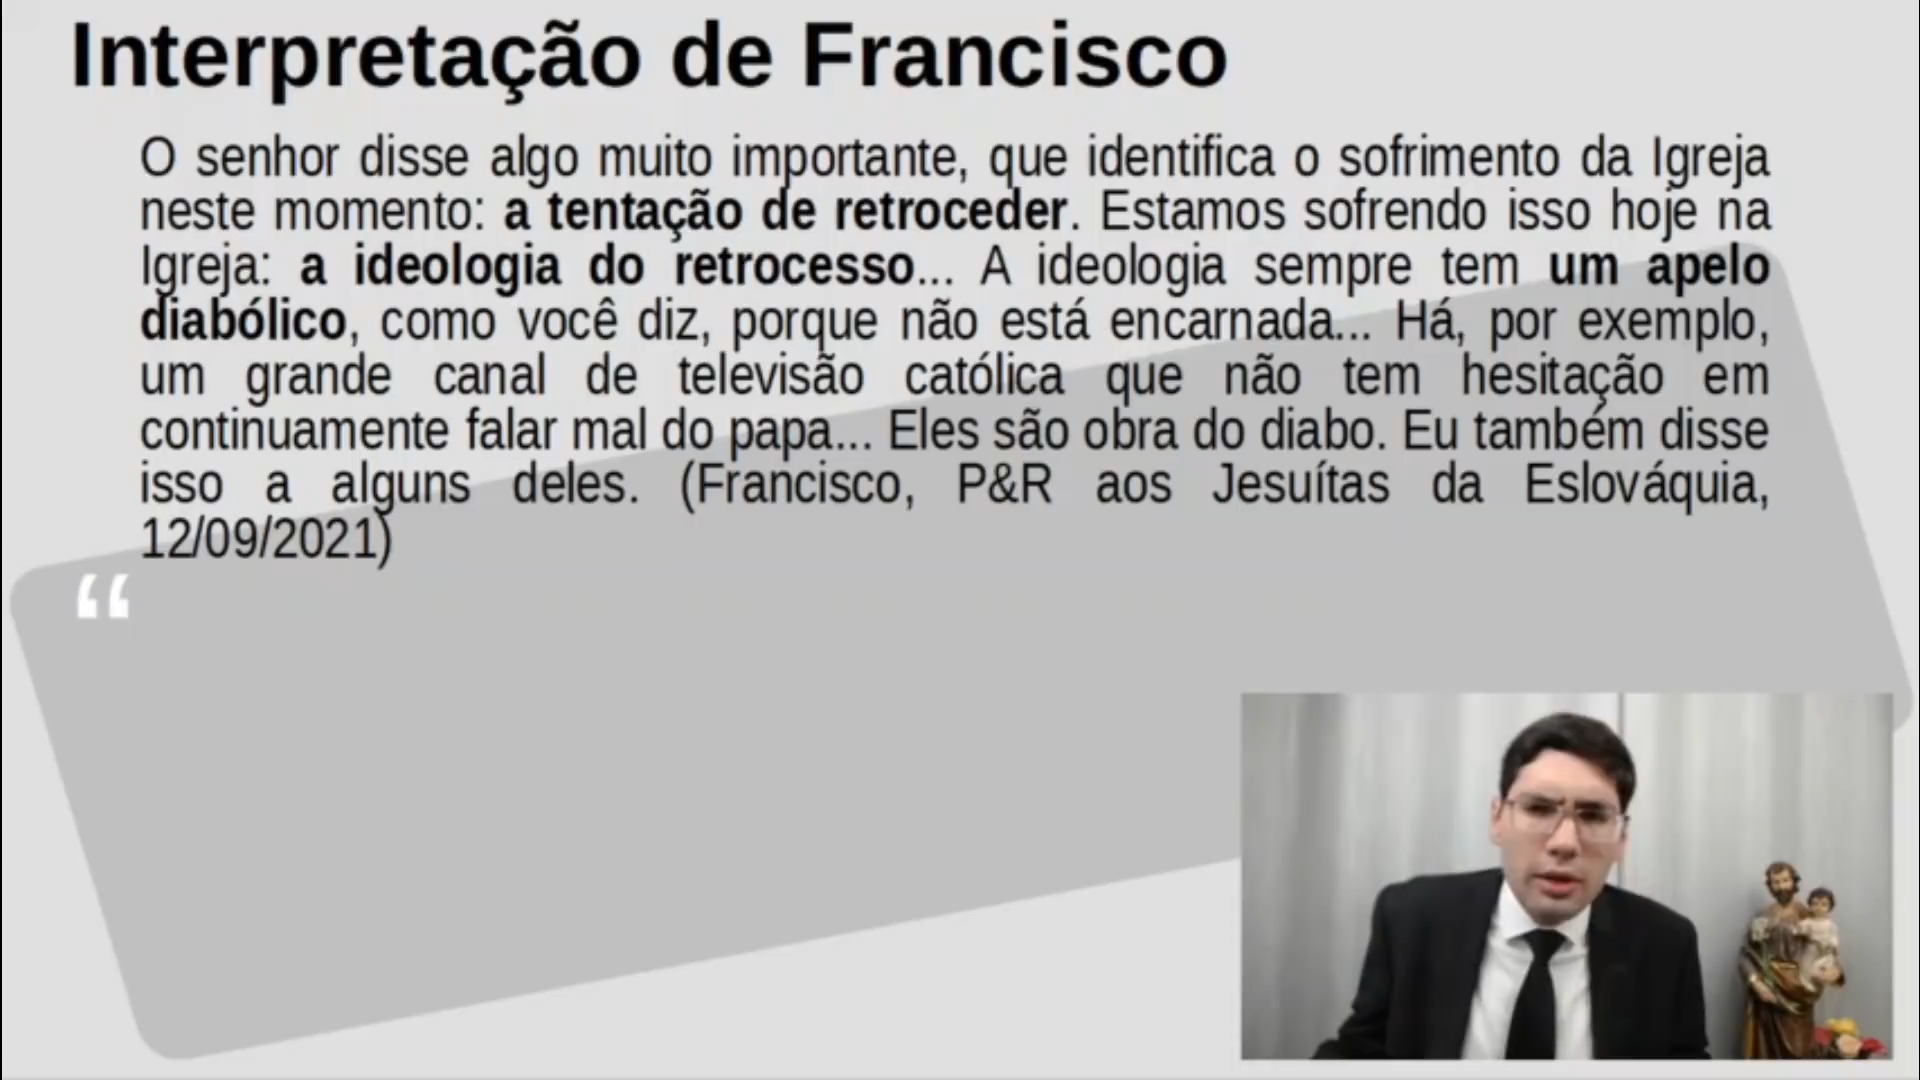 Interpretação de Francisco
O senhor disse algo muito importante, que identifica o sofrimento da Igreja
neste momento: a tentação de retroceder. Estamos sofrendo isso hoje na
Igreja: a ideologia do retrocesso... A ideologia sempre tem um apelo
diabólico, como você diz, porque não está encarnada... Há, por exemplo,
um grande canal de televisão católica que não tem hesitação em
continuamente falar mal do papa... Eles são obra do diabo. Eu também disse
isso a alguns deles. (Francisco, P&R aos Jesuítas da Eslováquia,
12/09/2021)
“